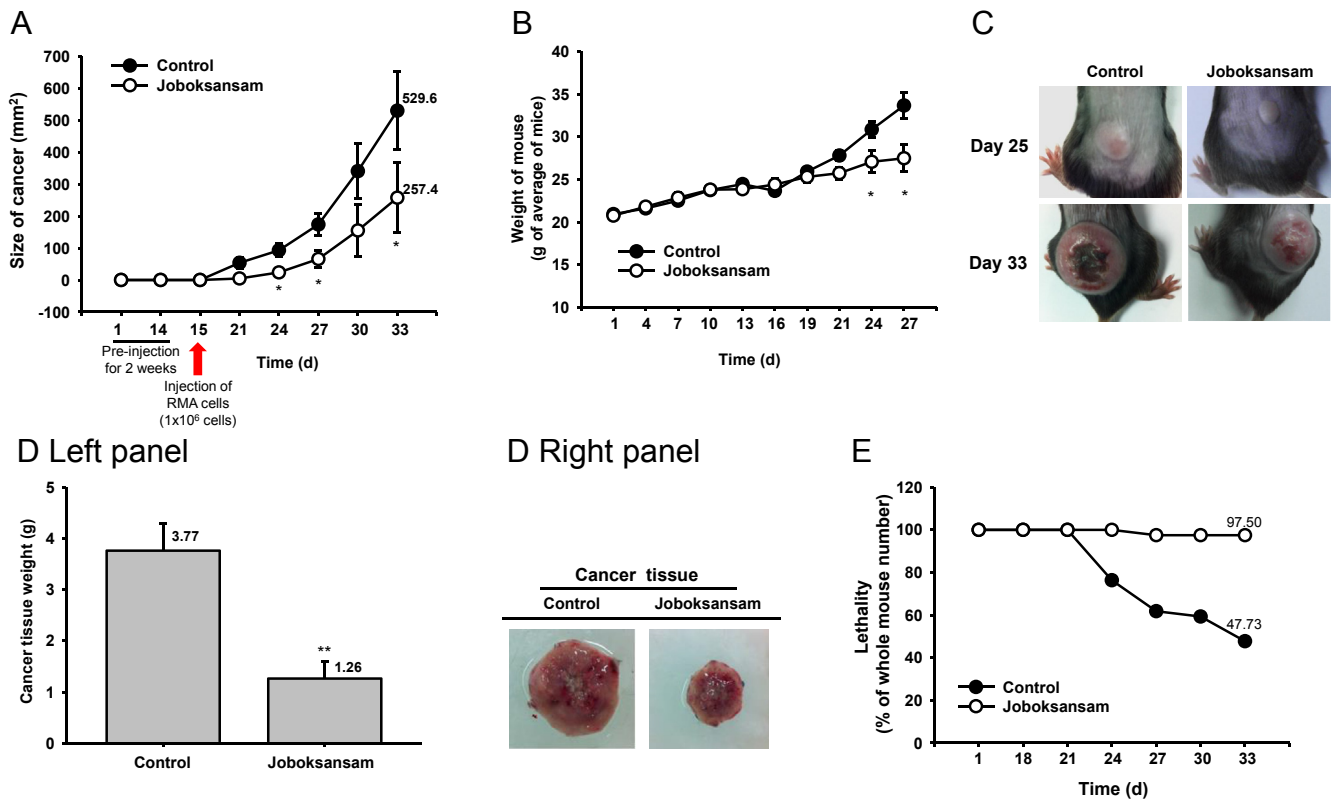 A
Size of cancer (mm²)
700
600
500
400
300
200
100
0
-100
Control
Joboksansam
529.6
257.4
*
*
*
1 14 15 21 24 27 30 33
Time (d)
Pre-injection
for 2 weeks
Injection of
RMA cells
(1x10⁶ cells)
B
Weight of mouse
(g of average of mice)
40
35
30
25
20
15
10
Control
Joboksansam
*
*
1 4 7 10 13 16 19 21 24 27
Time (d)
C
Control Joboksansam
Day 25
Day 33
D Left panel
Cancer tissue weight (g)
5
4
3
2
1
0
3.77
**
1.26
Control Joboksansam
D Right panel
Cancer tissue
Control Joboksansam
E
Lethality
(% of whole mouse number)
120
100
80
60
40
20
0
97.50
47.73
Control
Joboksansam
1 18 21 24 27 30 33
Time (d)